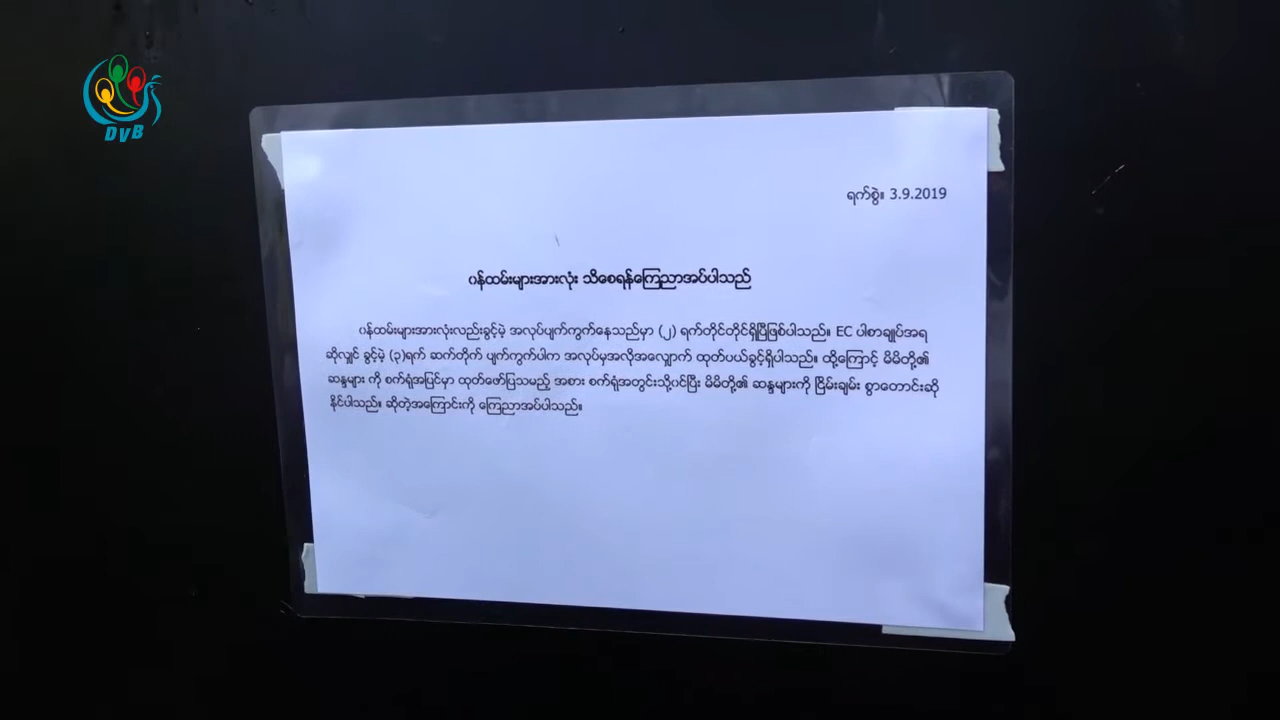 DVB
ရက်စွဲ။ 3.9.2019
ဝန်ထမ်းများအားလုံး သိစေရန်ကြေညာအပ်ပါသည်
ဝန်ထမ်းများအားလုံးလည်းခွင့်မဲ့ အလုပ်ပျက်ကွက်နေသည်မှာ (၂) ရက်တိုင်တိုင်ရှိပြီဖြစ်ပါသည်။ EC ပါစာချုပ်အရ
ဆိုလျှင် ခွင့်မဲ့ (၃)ရက် ဆက်တိုက် ပျက်ကွက်ပါက အလုပ်မှအလိုအလျှောက် ထုတ်ပယ်ခွင့်ရှိပါသည်။ ထို့ကြောင့် မိမိတို့၏
ဆန္ဒများ ကို စက်ရုံအပြင်မှာ ထုတ်ဖော်ပြသမည့် အစား စက်ရုံအတွင်းသို့ဝင်ပြီး မိမိတို့၏ ဆန္ဒများကို ငြိမ်းချမ်း စွာတောင်းဆို
နိုင်ပါသည်။ ဆိုတဲ့အကြောင်းကို ကြေညာအပ်ပါသည်။